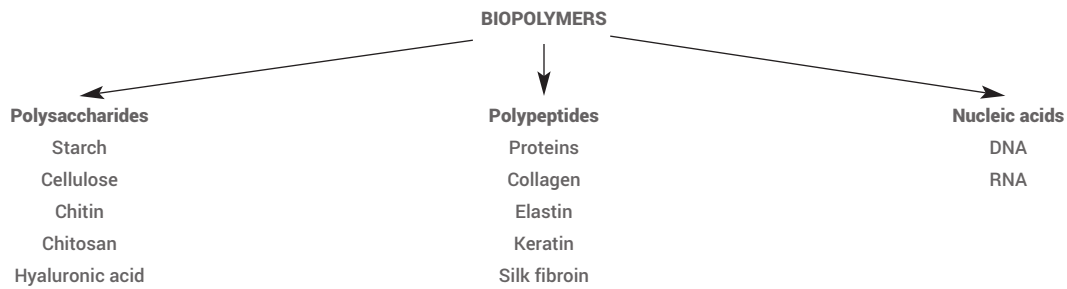 BIOPOLYMERS
Polysaccharides
Starch
Cellulose
Chitin
Chitosan
Hyaluronic acid
Polypeptides
Proteins
Collagen
Elastin
Keratin
Silk fibroin
Nucleic acids
DNA
RNA